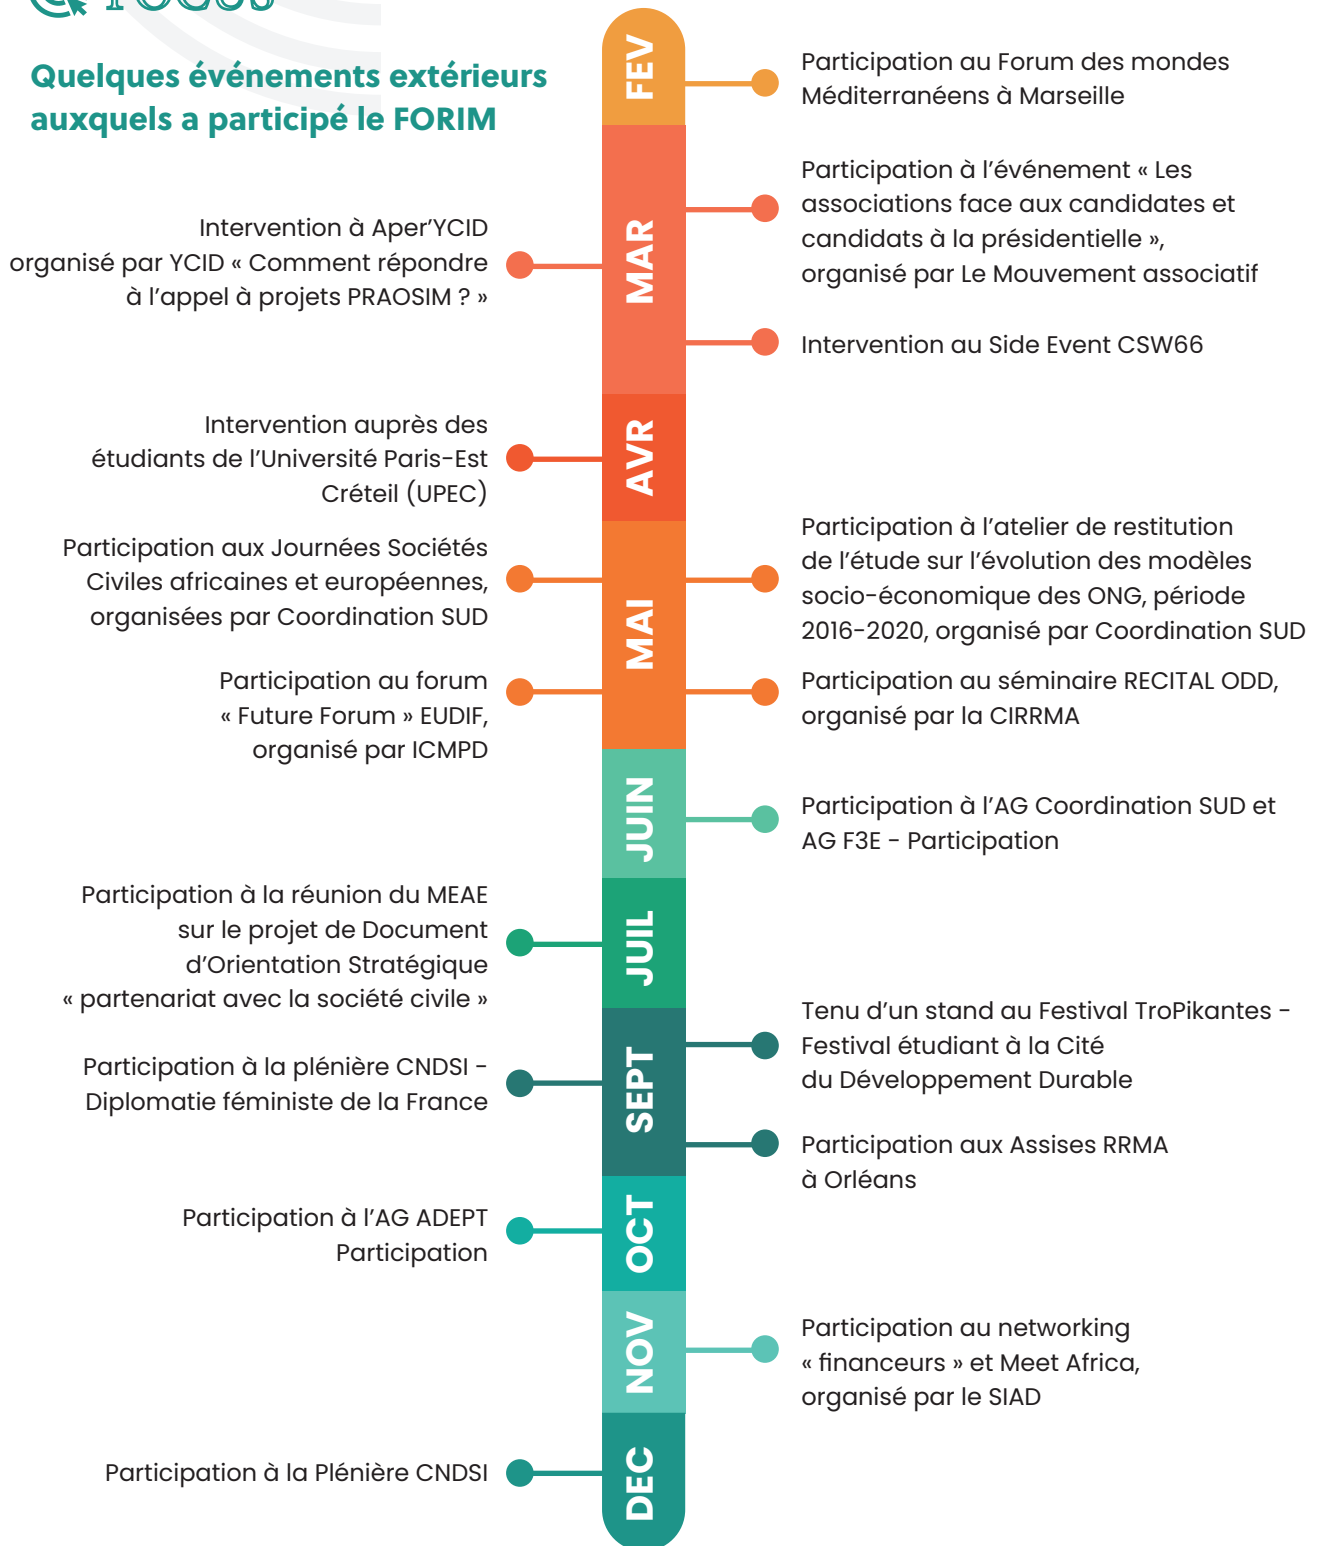 FOCUS
Quelques événements extérieurs
auxquels a participé le FORIM
FEV
Participation au Forum des mondes
Méditerranéens à Marseille
MAR
Participation à l’événement « Les
associations face aux candidates et
candidats à la présidentielle »,
organisé par Le Mouvement associatif
Intervention à Aper’YCID
organisé par YCID « Comment répondre
à l’appel à projets PRAOSIM ? »
Intervention au Side Event CSW66
AVR
Intervention auprès des
étudiants de l’Université Paris-Est
Créteil (UPEC)
MAI
Participation aux Journées Sociétés
Civiles africaines et européennes,
organisées par Coordination SUD
Participation à l’atelier de restitution
de l’étude sur l’évolution des modèles
socio-économique des ONG, période
2016-2020, organisé par Coordination SUD
Participation au forum
« Future Forum » EUDIF,
organisé par ICMPD
Participation au séminaire RECITAL ODD,
organisé par la CIRRMA
JUIN
Participation à l’AG Coordination SUD et
AG F3E - Participation
JUIL
Participation à la réunion du MEAE
sur le projet de Document
d’Orientation Stratégique
« partenariat avec la société civile »
SEPT
Tenu d’un stand au Festival TroPikantes -
Festival étudiant à la Cité
du Développement Durable
Participation à la plénière CNDSI -
Diplomatie féministe de la France
Participation aux Assises RRMA
à Orléans
OCT
Participation à l’AG ADEPT
Participation
NOV
Participation au networking
« financeurs » et Meet Africa,
organisé par le SIAD
DEC
Participation à la Plénière CNDSI